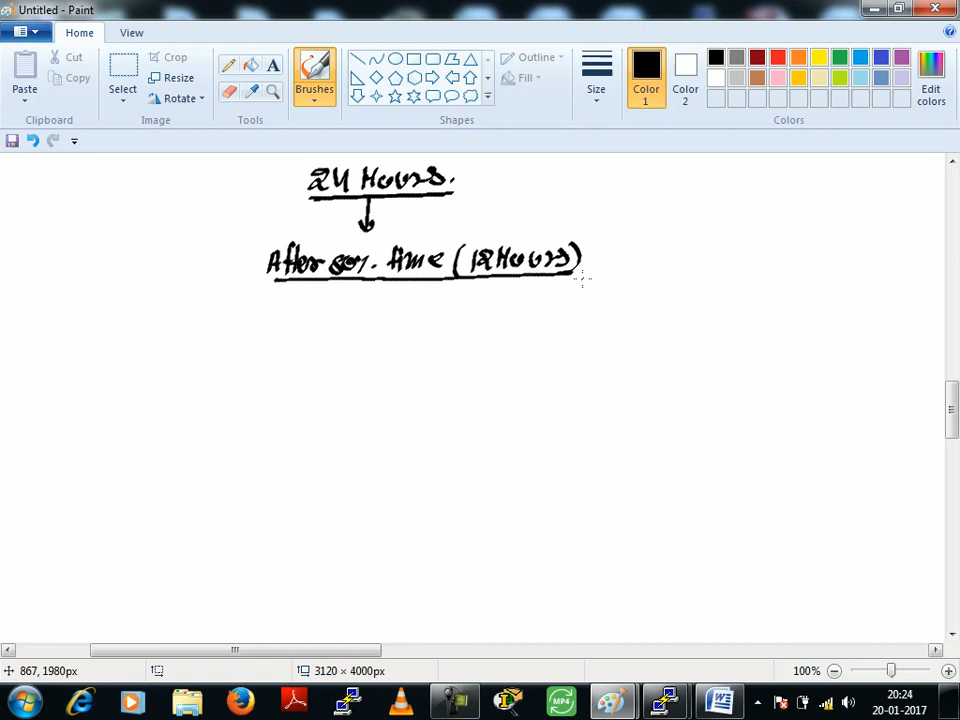 Untitled - Paint
Home View
Paste
Cut
Copy
Clipboard
Select
Crop
Resize
Rotate
Image
A
Tools
Brushes
Shapes
Outline
Fill
Size
Color 1
Color 2
Edit colors
Colors
24 Hours.
After 50%. time (12 Hours)
867, 1980px
3120 × 4000px
100%
MP4
20:24
20-01-2017